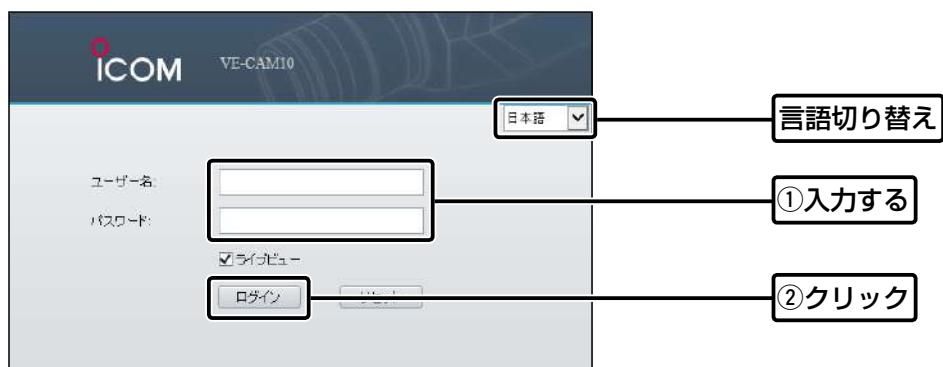 ICOM
VE-CAM10
日本語
言語切り替え
ユーザー名:
①入力する
パスワード:
ライブビュー
ログイン
②クリック